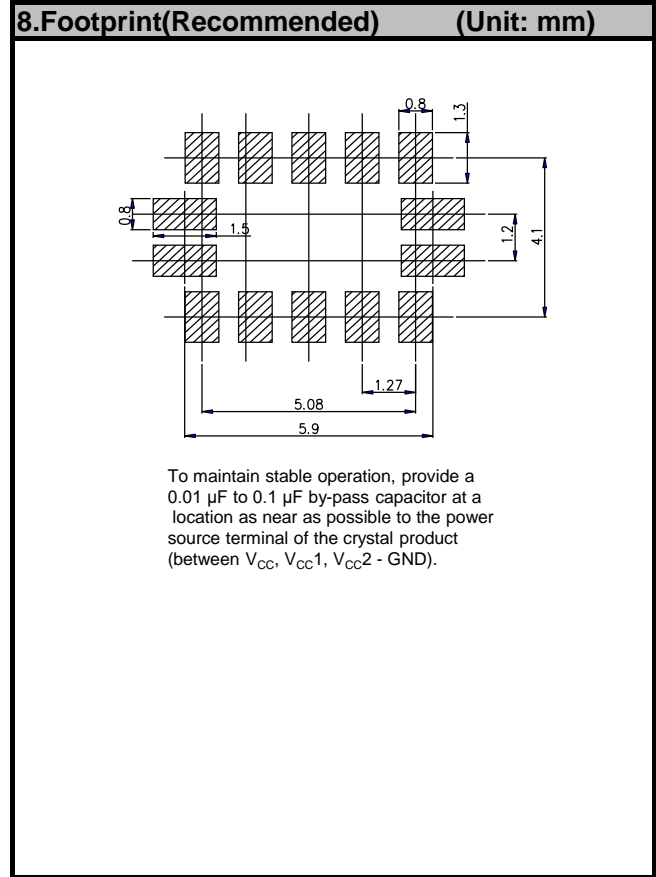 8.Footprint(Recommended) (Unit: mm)
0.8
1.3
0.8
1.5
1.2
4.1
1.27
5.08
5.9
To maintain stable operation, provide a
0.01 µF to 0.1 µF by-pass capacitor at a
location as near as possible to the power
source terminal of the crystal product
(between VCC, VCC1, VCC2 - GND).